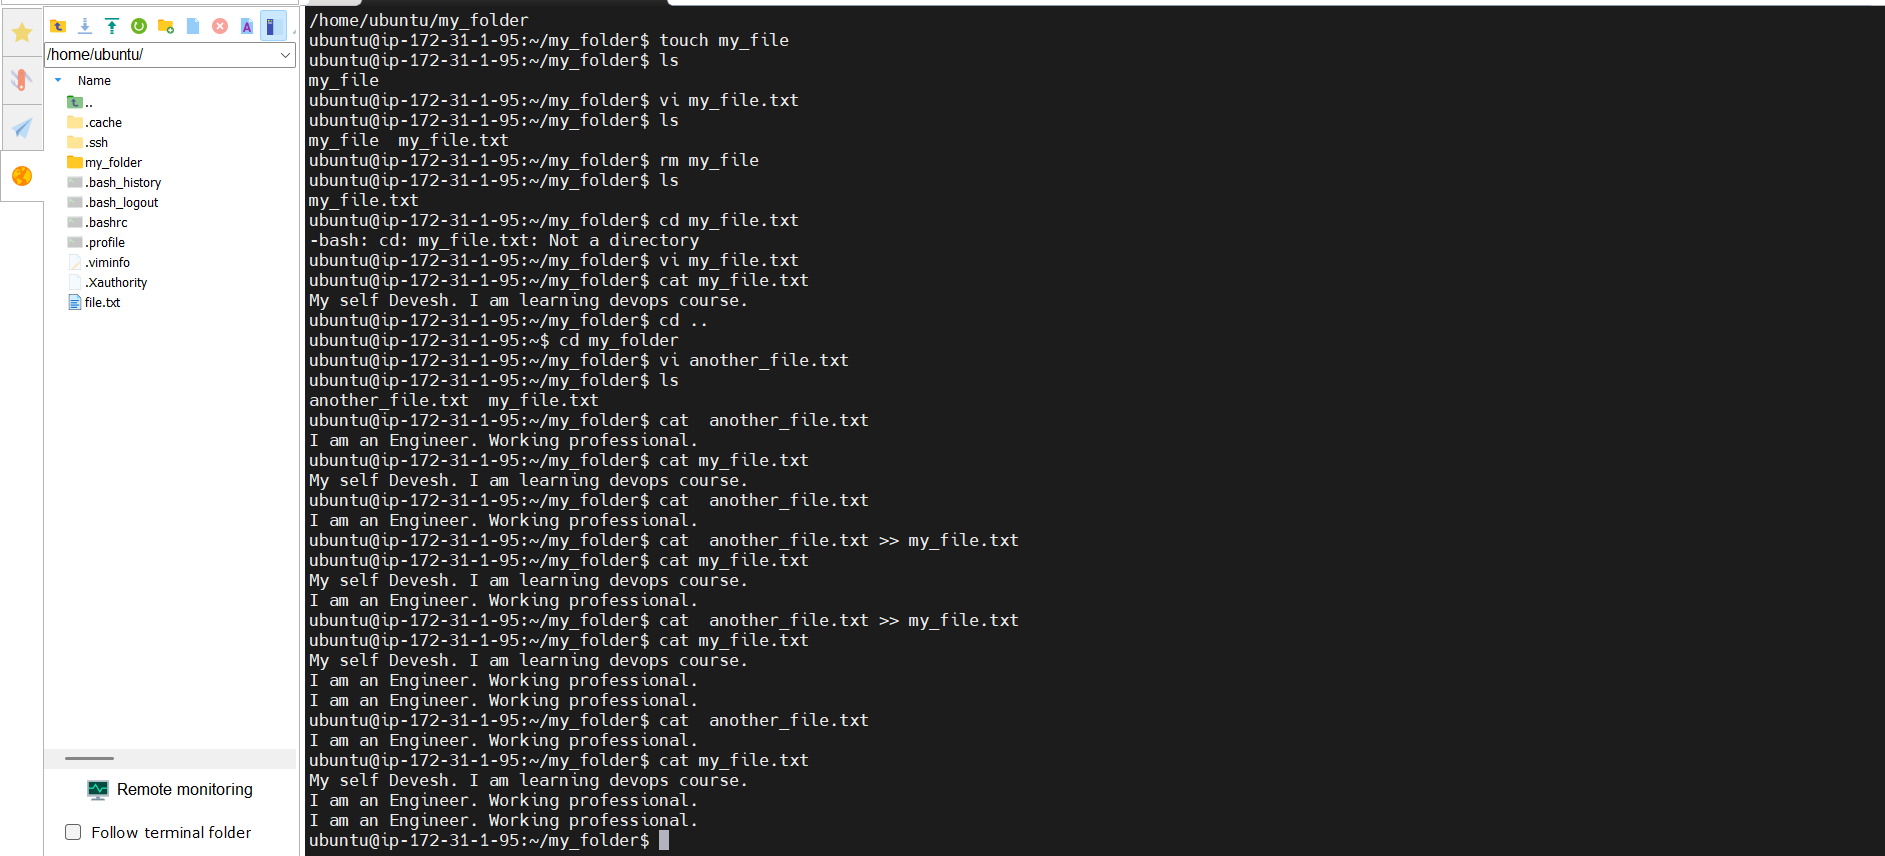 /home/ubuntu/
Name
..
.cache
.ssh
my_folder
.bash_history
.bash_logout
.bashrc
.profile
.viminfo
.Xauthority
file.txt
Remote monitoring
Follow terminal folder
/home/ubuntu/my_folder
ubuntu@ip-172-31-1-95:~/my_folder$ touch my_file
ubuntu@ip-172-31-1-95:~/my_folder$ ls
my_file
ubuntu@ip-172-31-1-95:~/my_folder$ vi my_file.txt
ubuntu@ip-172-31-1-95:~/my_folder$ ls
my_file  my_file.txt
ubuntu@ip-172-31-1-95:~/my_folder$ rm my_file
ubuntu@ip-172-31-1-95:~/my_folder$ ls
my_file.txt
ubuntu@ip-172-31-1-95:~/my_folder$ cd my_file.txt
-bash: cd: my_file.txt: Not a directory
ubuntu@ip-172-31-1-95:~/my_folder$ vi my_file.txt
ubuntu@ip-172-31-1-95:~/my_folder$ cat my_file.txt
My self Devesh. I am learning devops course.
ubuntu@ip-172-31-1-95:~/my_folder$ cd ..
ubuntu@ip-172-31-1-95:~$ cd my_folder
ubuntu@ip-172-31-1-95:~/my_folder$ vi another_file.txt
ubuntu@ip-172-31-1-95:~/my_folder$ ls
another_file.txt  my_file.txt
ubuntu@ip-172-31-1-95:~/my_folder$ cat  another_file.txt
I am an Engineer. Working professional.
ubuntu@ip-172-31-1-95:~/my_folder$ cat my_file.txt
My self Devesh. I am learning devops course.
ubuntu@ip-172-31-1-95:~/my_folder$ cat  another_file.txt
I am an Engineer. Working professional.
ubuntu@ip-172-31-1-95:~/my_folder$ cat  another_file.txt >> my_file.txt
ubuntu@ip-172-31-1-95:~/my_folder$ cat my_file.txt
My self Devesh. I am learning devops course.
I am an Engineer. Working professional.
ubuntu@ip-172-31-1-95:~/my_folder$ cat  another_file.txt >> my_file.txt
ubuntu@ip-172-31-1-95:~/my_folder$ cat my_file.txt
My self Devesh. I am learning devops course.
I am an Engineer. Working professional.
I am an Engineer. Working professional.
ubuntu@ip-172-31-1-95:~/my_folder$ cat  another_file.txt
I am an Engineer. Working professional.
ubuntu@ip-172-31-1-95:~/my_folder$ cat my_file.txt
My self Devesh. I am learning devops course.
I am an Engineer. Working professional.
I am an Engineer. Working professional.
ubuntu@ip-172-31-1-95:~/my_folder$